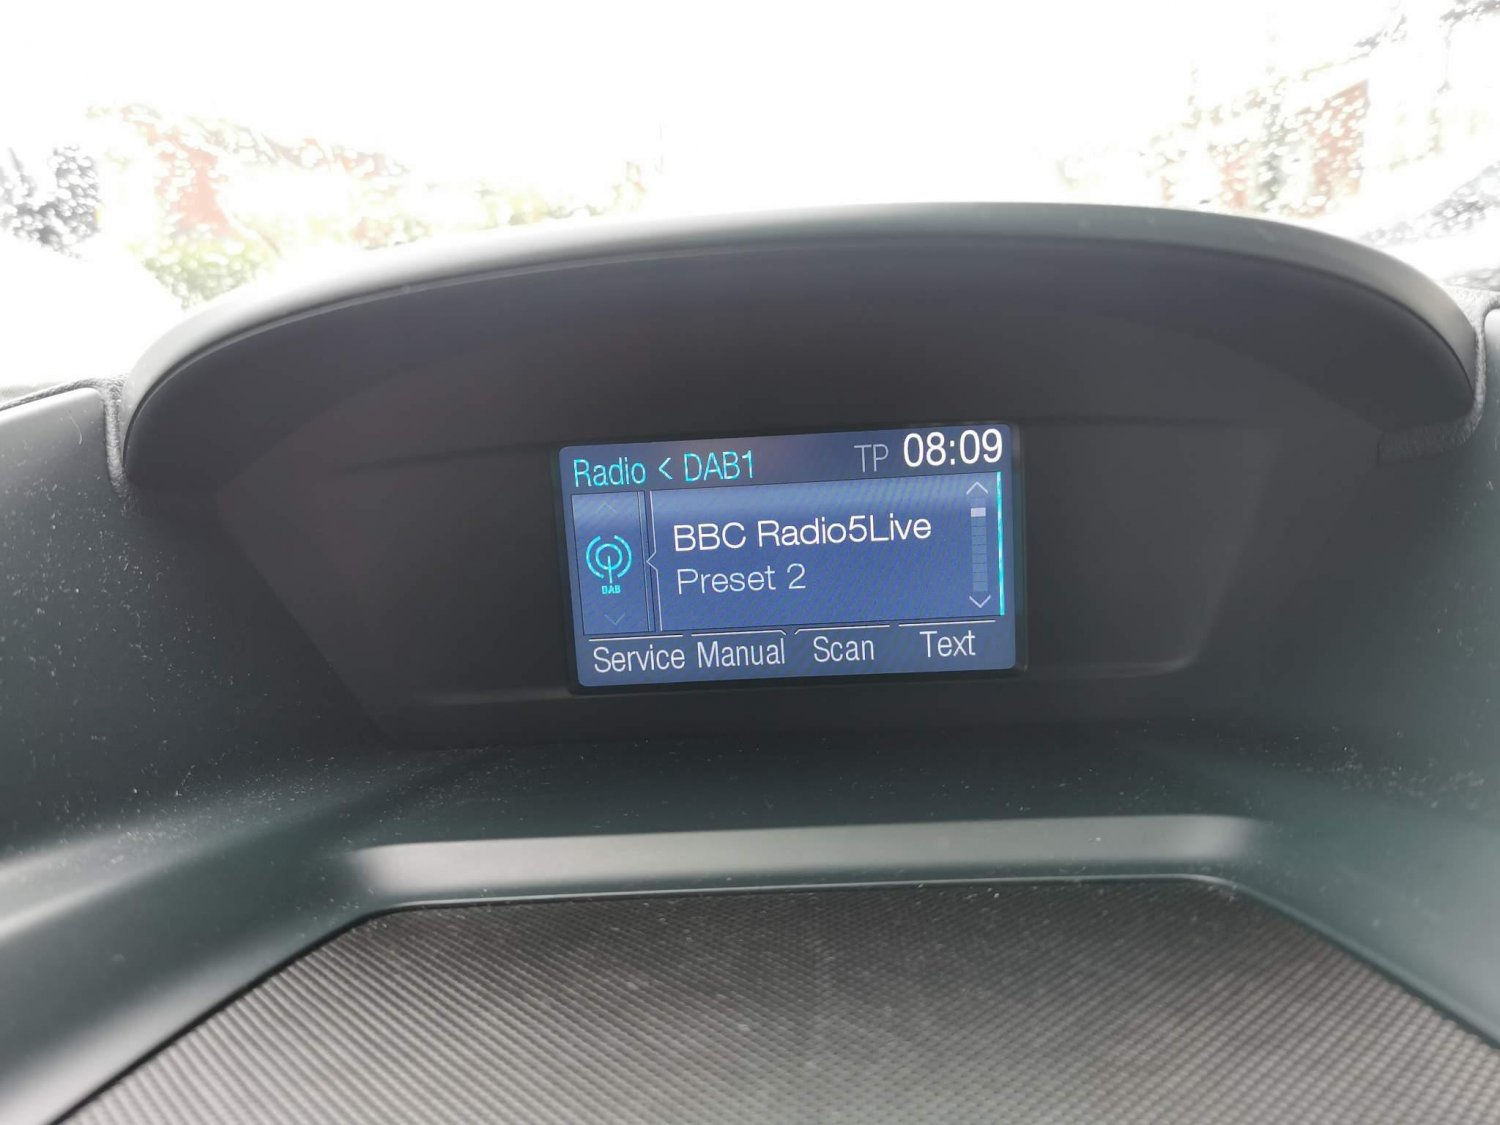 Radio < DAB1 TP 08:09
BBC Radio5Live
DAB
Preset 2
Service Manual Scan Text